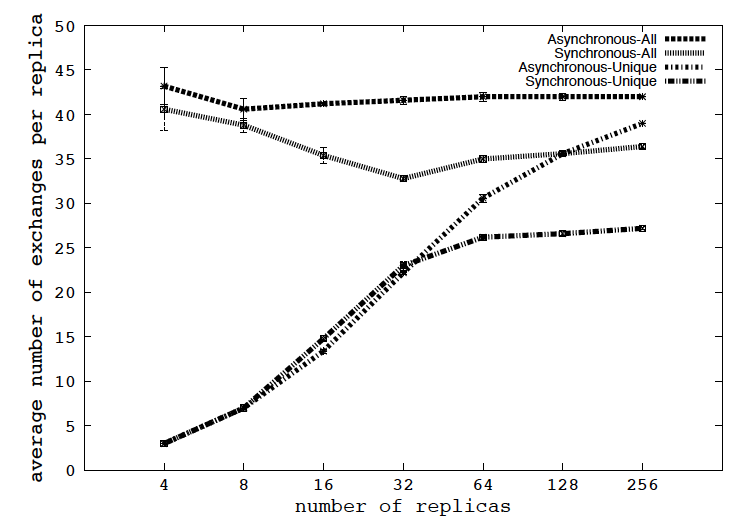 50
45
40
35
30
25
20
15
10
5
0
average number of exchanges per replica
Asynchronous-All
Synchronous-All
Asynchronous-Unique
Synchronous-Unique
4 8 16 32 64 128 256
number of replicas